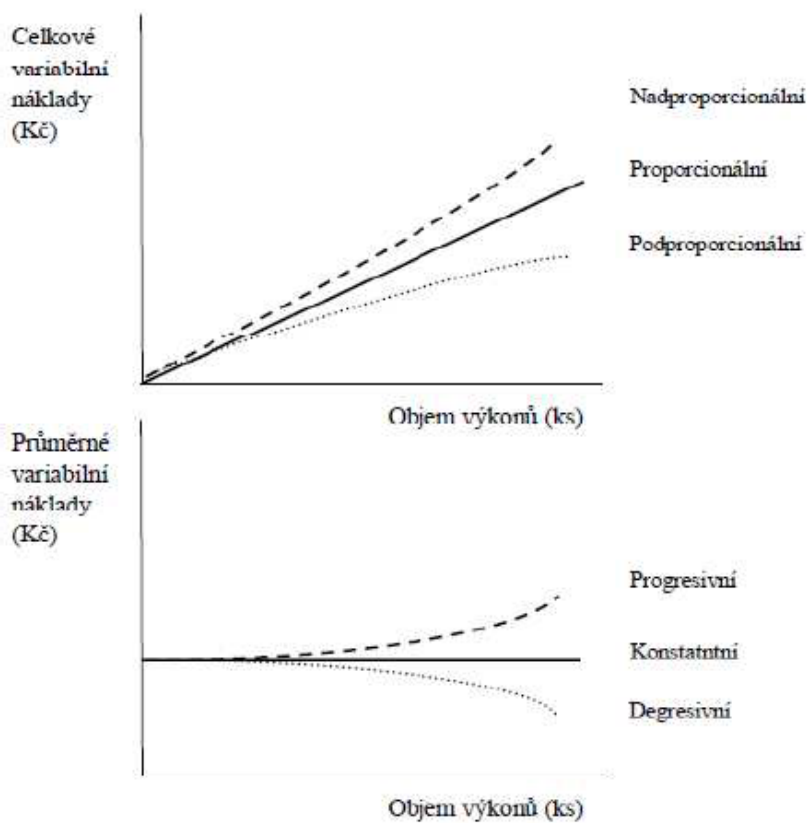 Celkové
variabilní
náklady
(Kč)
Nadproporcionální
Proporcionální
Podproporcionální
Objem výkonů (ks)
Průměrné
variabilní
náklady
(Kč)
Progresivní
Konstatntní
Degresivní
Objem výkonů (ks)